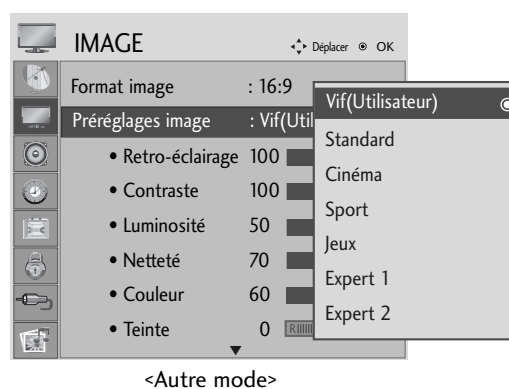 IMAGE
Déplacer OK
Format image : 16:9
Préréglages image : Vif(Util
• Retro-éclairage 100
• Contraste 100
• Luminosité 50
• Netteté 70
• Couleur 60
• Teinte 0 R
Vif(Utilisateur)
Standard
Cinéma
Sport
Jeux
Expert 1
Expert 2
<Autre mode>